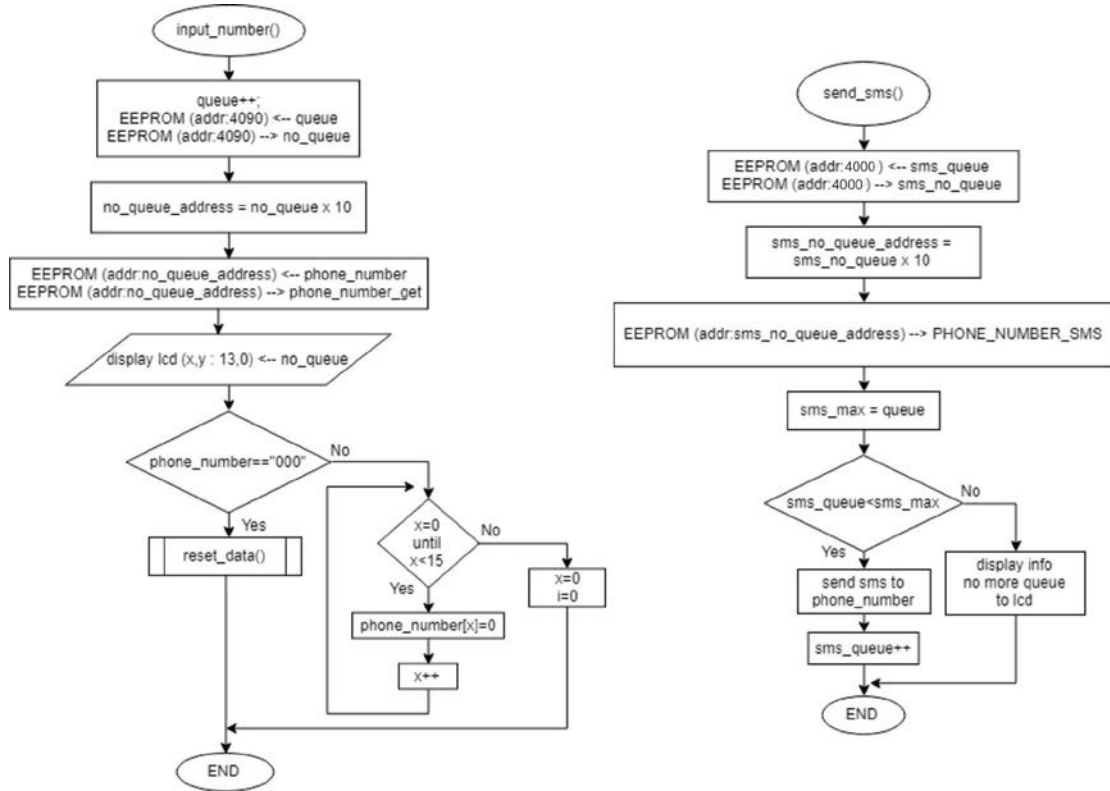 input_number()
queue++;
EEPROM (addr:4090) <-- queue
EEPROM (addr:4090) --> no_queue
no_queue_address = no_queue x 10
EEPROM (addr:no_queue_address) <-- phone_number
EEPROM (addr:no_queue_address) --> phone_number_get
display lcd (x,y : 13,0) <-- no_queue
phone_number=="000"
No
Yes
reset_data()
x=0
until
x<15
No
Yes
x=0
i=0
phone_number[x]=0
x++
END
send_sms()
EEPROM (addr:4000 ) <-- sms_queue
EEPROM (addr:4000 ) --> sms_no_queue
sms_no_queue_address =
sms_no_queue x 10
EEPROM (addr:sms_no_queue_address) --> PHONE_NUMBER_SMS
sms_max = queue
sms_queue<sms_max
No
Yes
send sms to
phone_number
display info
no more queue
to lcd
sms_queue++
END